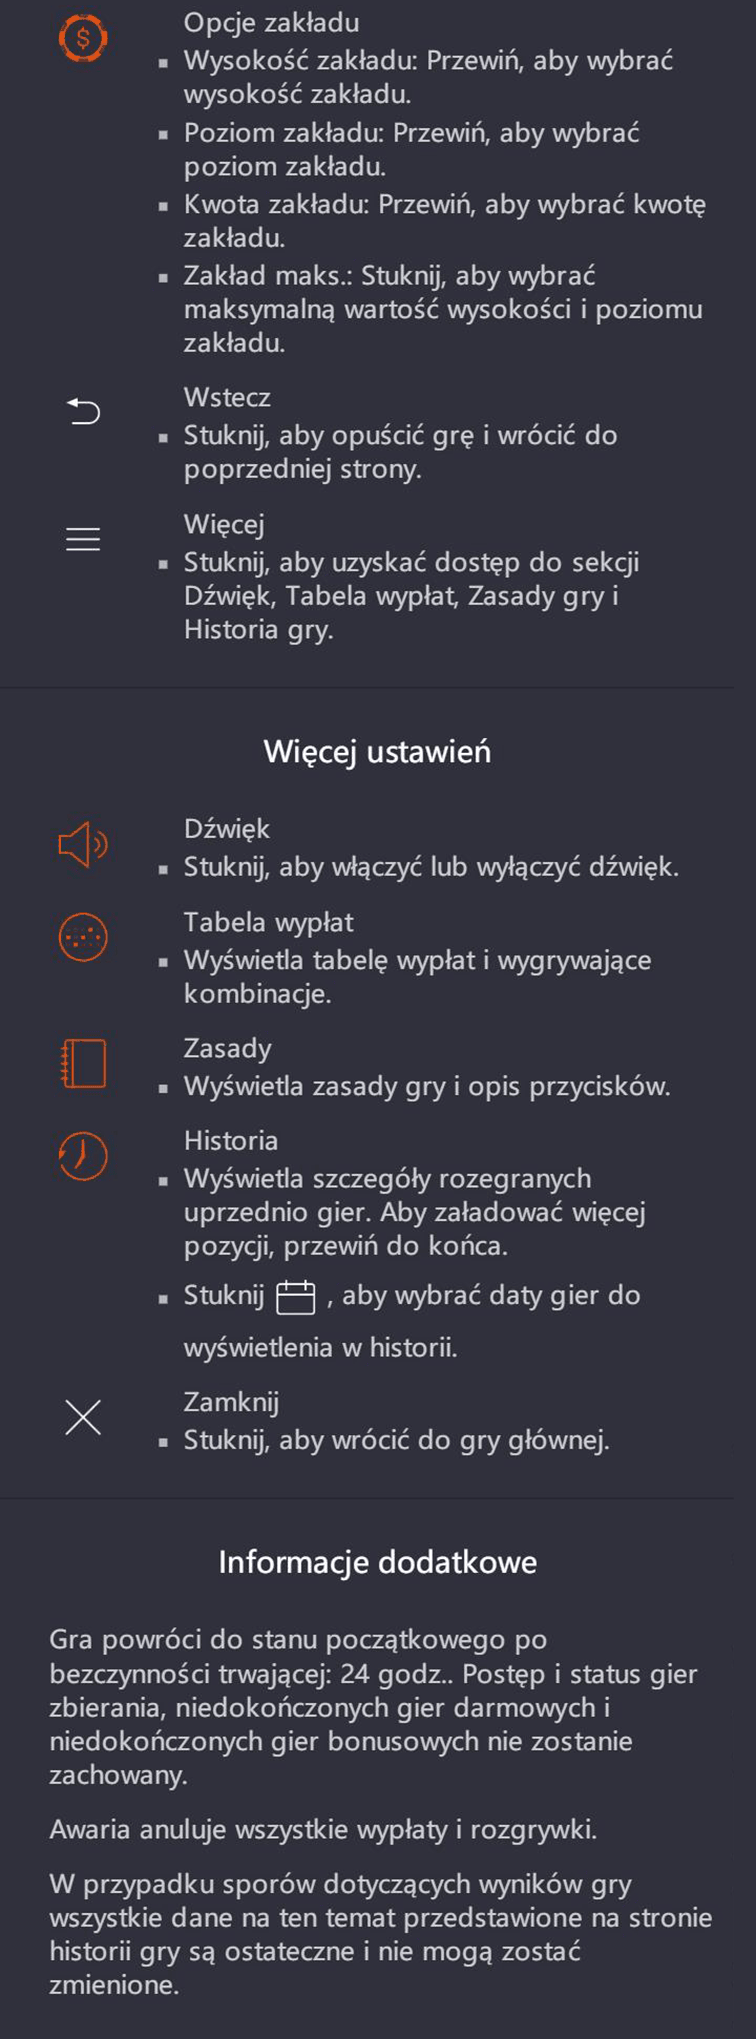 Opcje zakładu
▪ Wysokość zakładu: Przewiń, aby wybrać
wysokość zakładu.
▪ Poziom zakładu: Przewiń, aby wybrać
poziom zakładu.
▪ Kwota zakładu: Przewiń, aby wybrać kwotę
zakładu.
▪ Zakład maks.: Stuknij, aby wybrać
maksymalną wartość wysokości i poziomu
zakładu.
Wstecz
▪ Stuknij, aby opuścić grę i wrócić do
poprzedniej strony.
Więcej
▪ Stuknij, aby uzyskać dostęp do sekcji
Dźwięk, Tabela wypłat, Zasady gry i
Historia gry.
Więcej ustawień
Dźwięk
▪ Stuknij, aby włączyć lub wyłączyć dźwięk.
Tabela wypłat
▪ Wyświetla tabelę wypłat i wygrywające
kombinacje.
Zasady
▪ Wyświetla zasady gry i opis przycisków.
Historia
▪ Wyświetla szczegóły rozegranych
uprzednio gier. Aby załadować więcej
pozycji, przewiń do końca.
▪ Stuknij , aby wybrać daty gier do
wyświetlenia w historii.
Zamknij
▪ Stuknij, aby wrócić do gry głównej.
Informacje dodatkowe
Gra powróci do stanu początkowego po
bezczynności trwającej: 24 godz.. Postęp i status gier
zbierania, niedokończonych gier darmowych i
niedokończonych gier bonusowych nie zostanie
zachowany.
Awaria anuluje wszystkie wypłaty i rozgrywki.
W przypadku sporów dotyczących wyników gry
wszystkie dane na ten temat przedstawione na stronie
historii gry są ostateczne i nie mogą zostać
zmienione.